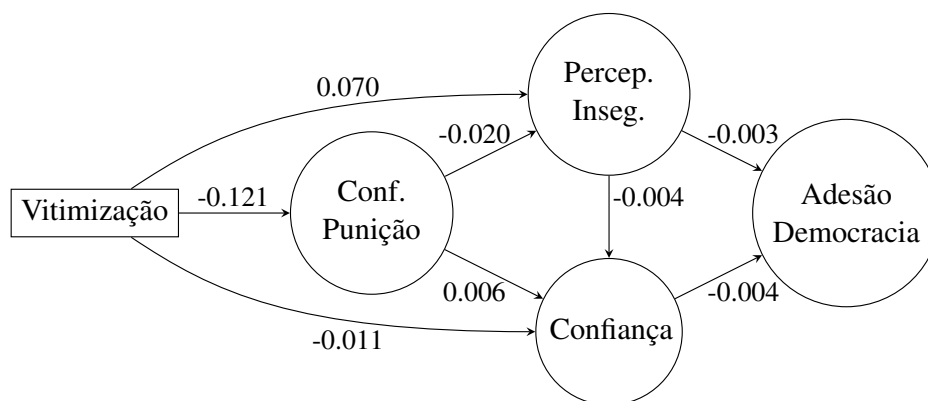 Percep.
Inseg.
0.070
-0.020
-0.003
Vitimização
-0.121
Conf.
Punição
-0.004
Adesão
Democracia
0.006
-0.004
-0.011
Confiança